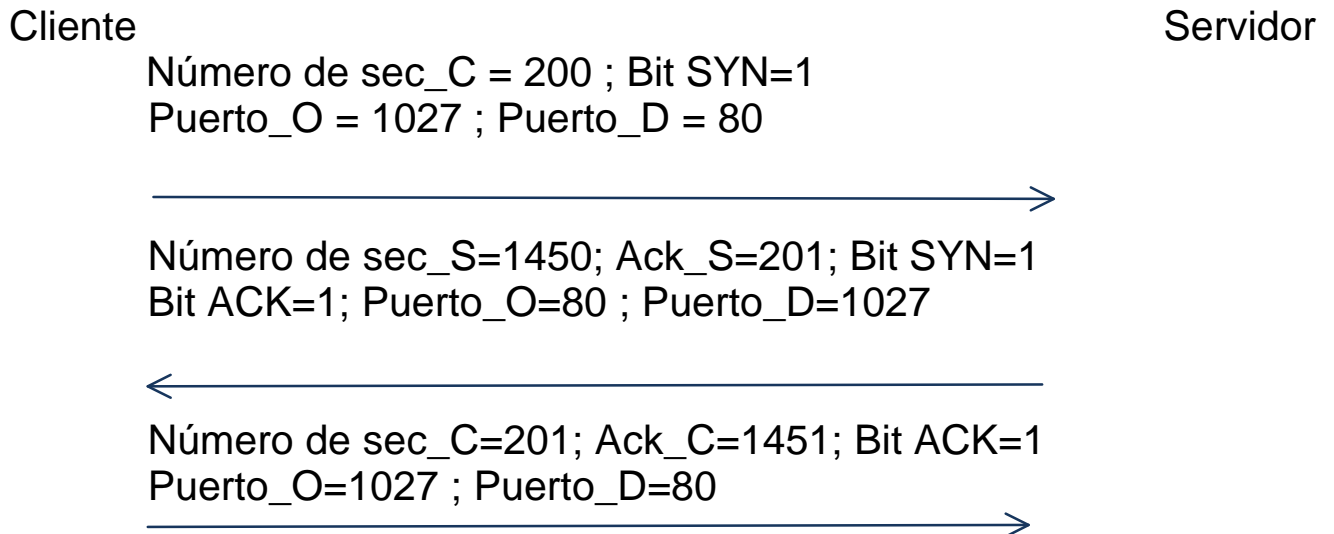 Cliente Servidor
Número de sec_C = 200 ; Bit SYN=1
Puerto_O = 1027 ; Puerto_D = 80
Número de sec_S=1450; Ack_S=201; Bit SYN=1
Bit ACK=1; Puerto_O=80 ; Puerto_D=1027
Número de sec_C=201; Ack_C=1451; Bit ACK=1
Puerto_O=1027 ; Puerto_D=80